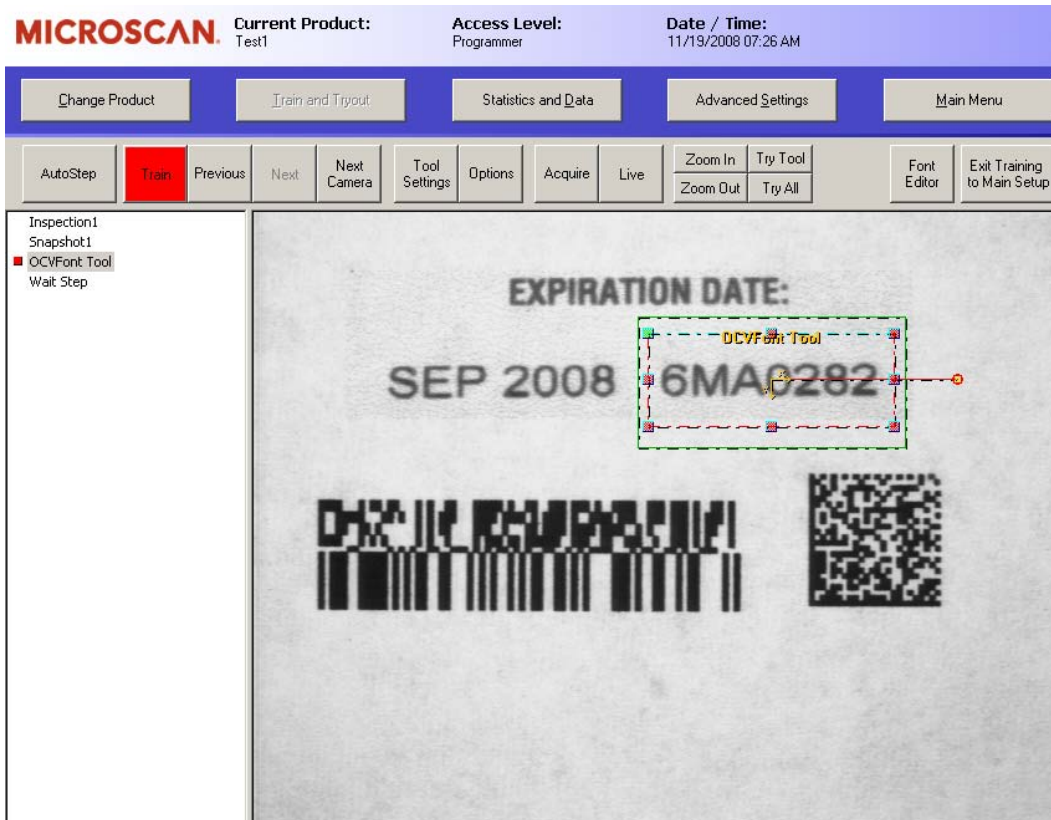 MICROSCAN.
Current Product:
Test1
Access Level:
Programmer
Date / Time:
11/19/2008 07:26 AM
Change Product
Train and Tryout
Statistics and Data
Advanced Settings
Main Menu
AutoStep
Train
Previous
Next
Next Camera
Tool Settings
Options
Acquire
Live
Zoom In
Try Tool
Zoom Out
Try All
Font Editor
Exit Training to Main Setup
Inspection1
Snapshot1
OCVFont Tool
Wait Step
EXPIRATION DATE:
OCVFont Tool
SEP 2008 6MA0282